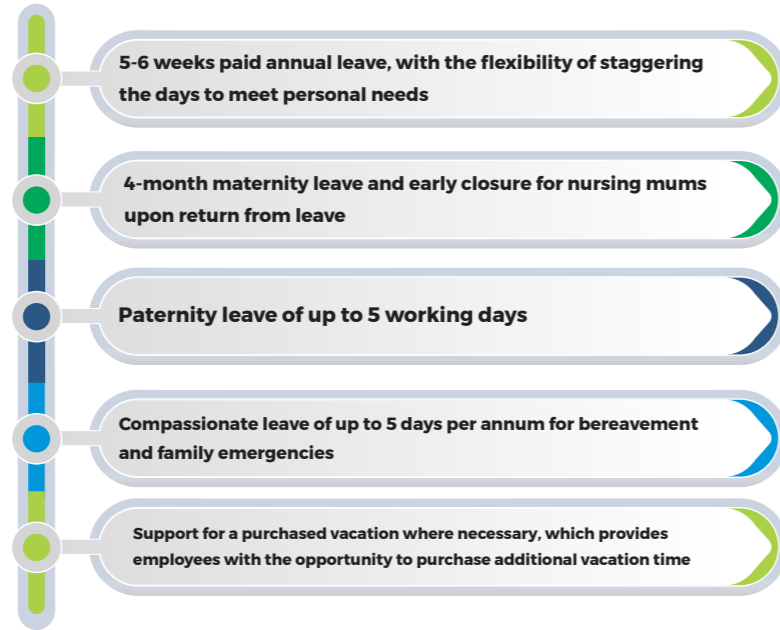 5-6 weeks paid annual leave, with the flexibility of staggering
the days to meet personal needs
4-month maternity leave and early closure for nursing mums
upon return from leave
Paternity leave of up to 5 working days
Compassionate leave of up to 5 days per annum for bereavement
and family emergencies
Support for a purchased vacation where necessary, which provides
employees with the opportunity to purchase additional vacation time